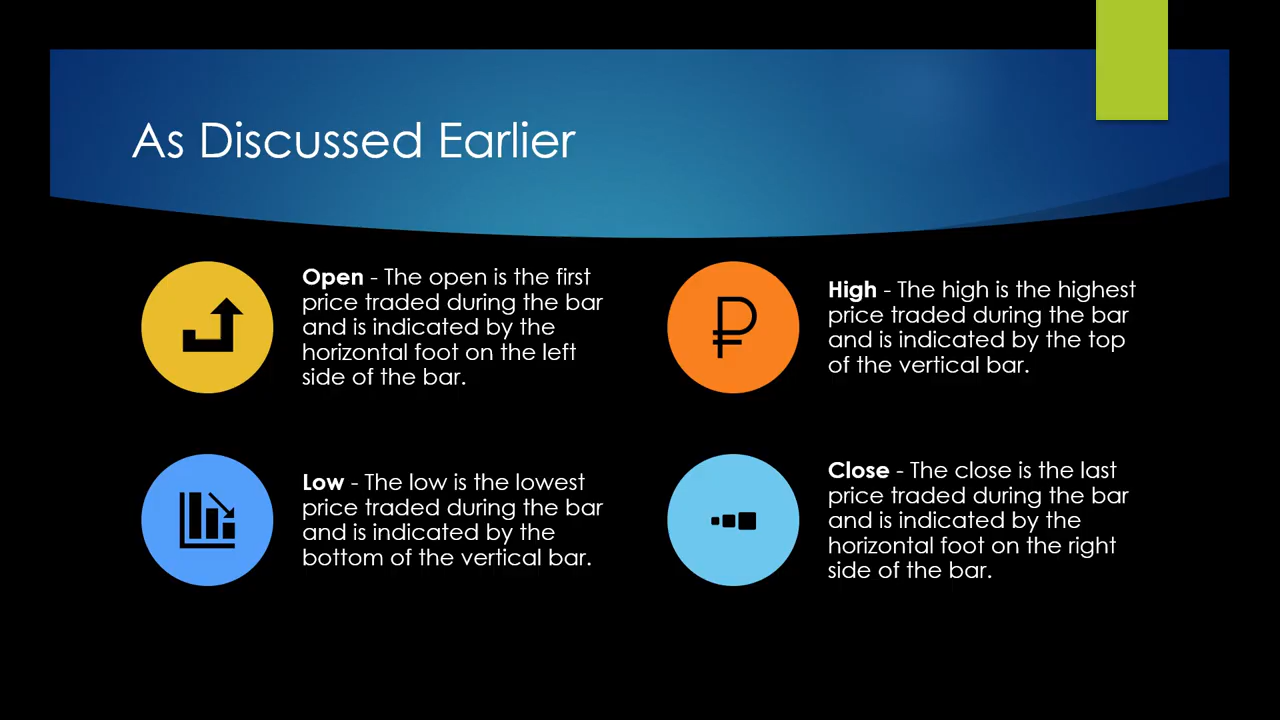 As Discussed Earlier
Open - The open is the first
price traded during the bar
and is indicated by the
horizontal foot on the left
side of the bar.
High - The high is the highest
price traded during the bar
and is indicated by the top
of the vertical bar.
Low - The low is the lowest
price traded during the bar
and is indicated by the
bottom of the vertical bar.
Close - The close is the last
price traded during the bar
and is indicated by the
horizontal foot on the right
side of the bar.